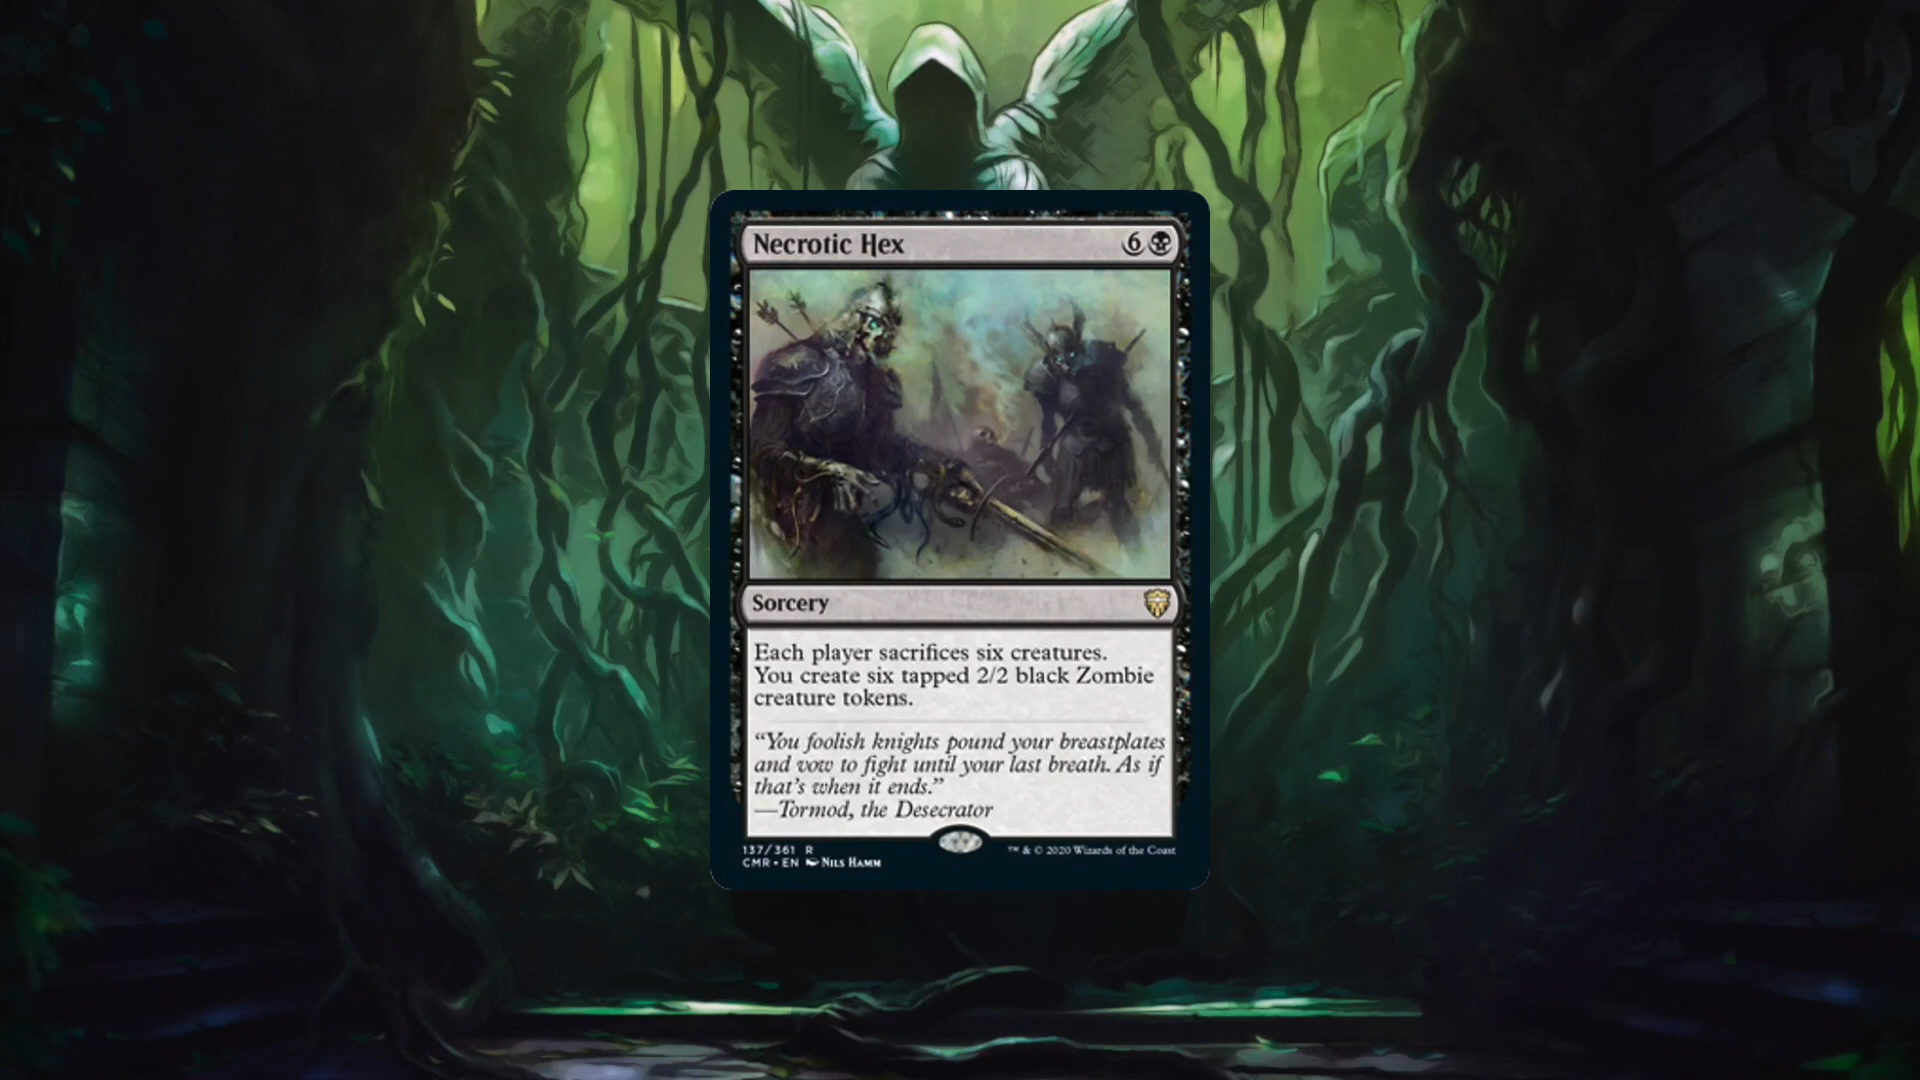 Necrotic Hex 6
Sorcery
Each player sacrifices six creatures.
You create six tapped 2/2 black Zombie
creature tokens.
“You foolish knights pound your breastplates
and vow to fight until your last breath. As if
that’s when it ends.”
—Tormod, the Desecrator
137/361 R
CMR • EN Nils Hamm
™ & © 2020 Wizards of the Coast